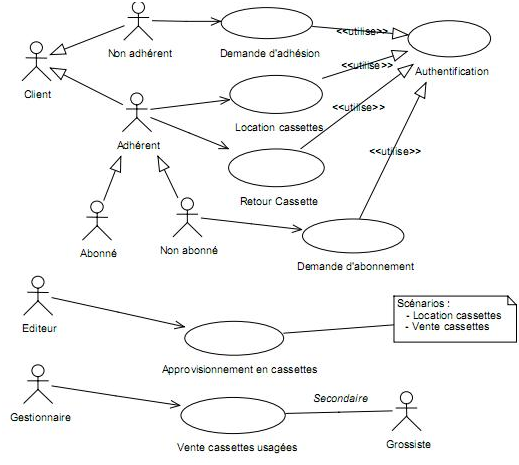 Non adhérent
Demande d'adhésion
<<utilise>>
Authentification
Client
<<utilise>>
Location cassettes
<<utilise>>
Adhérent
Retour Cassette
<<utilise>>
Abonné
Non abonné
Demande d'abonnement
Editeur
Scénarios :
- Location cassettes
- Vente cassettes
Approvisionnement en cassettes
Gestionnaire
Secondaire
Vente cassettes usagées
Grossiste